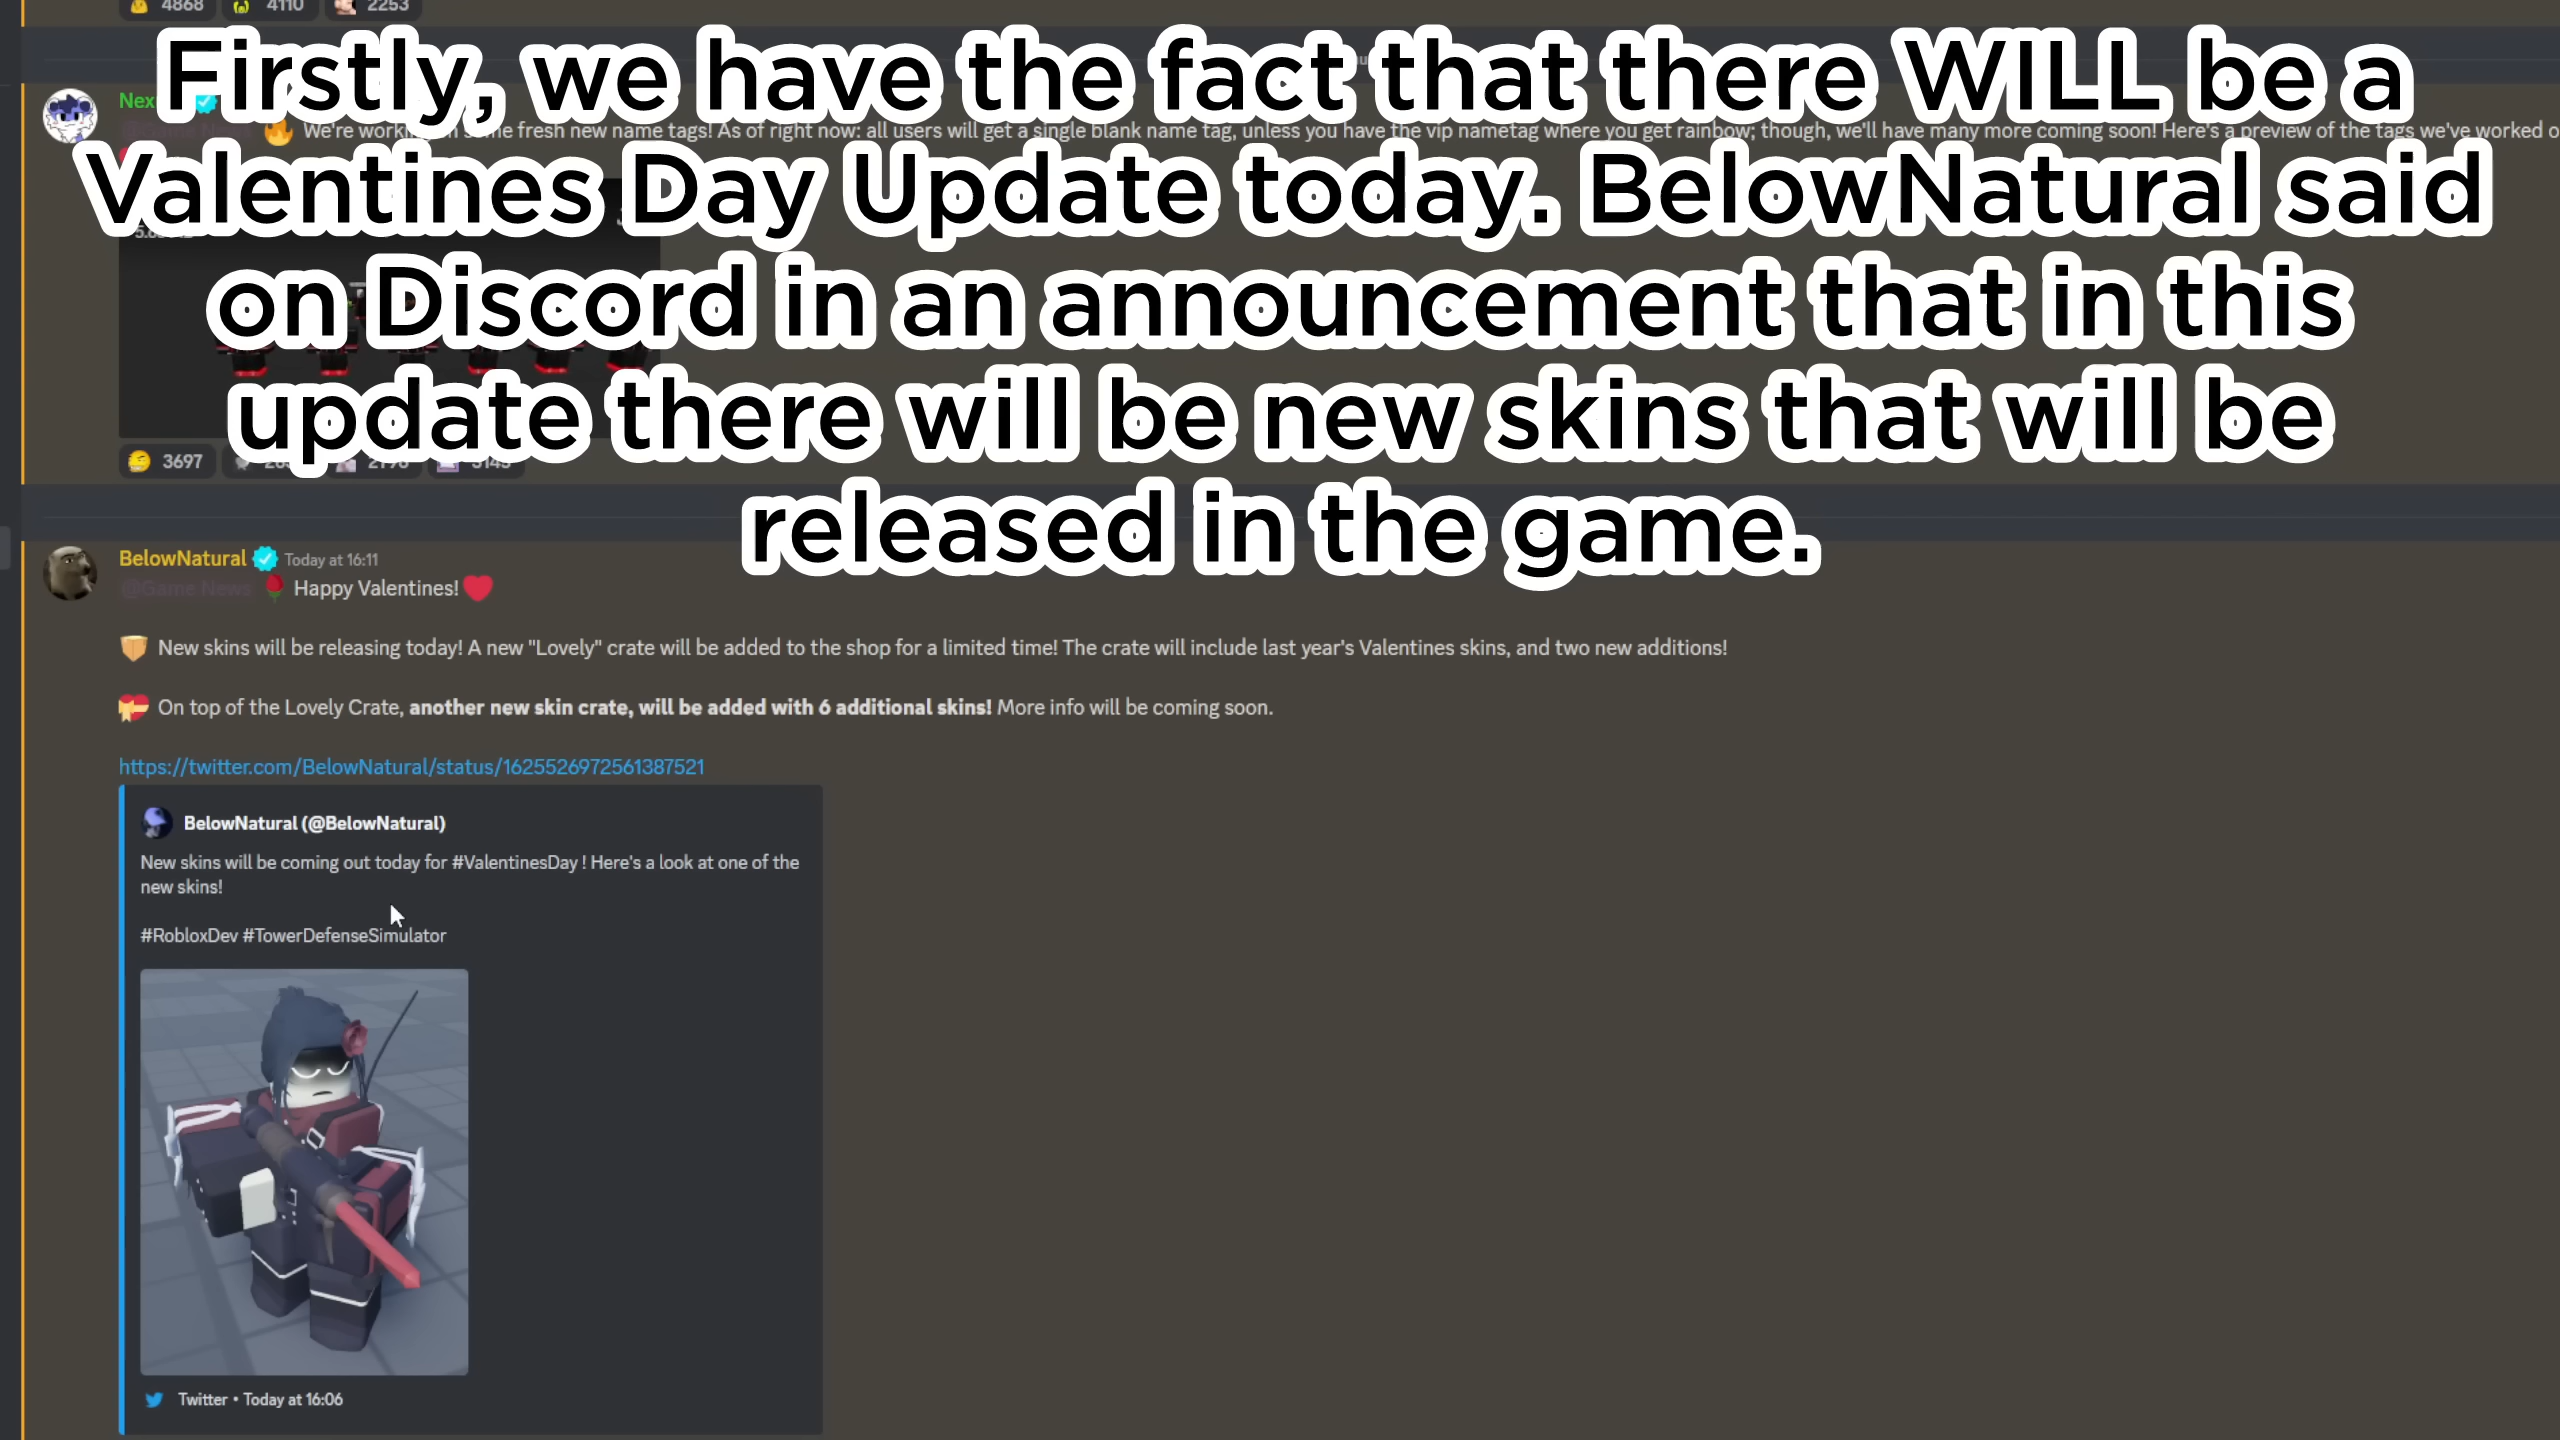 4868 4110 2253
Firstly, we have the fact that there WILL be a
Valentines Day Update today. BelowNatural said
on Discord in an announcement that in this
update there will be new skins that will be
released in the game.
We're fresh new name tags! As of right now: all users will get a single blank name tag, unless you have the vip nametag where you get rainbow; though, we'll have many more coming soon! Here's a preview of the tags we've worked
3697
BelowNatural Today at 16:11
@Game News Happy Valentines!
New skins will be releasing today! A new "Lovely" crate will be added to the shop for a limited time! The crate will include last year's Valentines skins, and two new additions!
On top of the Lovely Crate, another new skin crate, will be added with 6 additional skins! More info will be coming soon.
https://twitter.com/BelowNatural/status/1625526972561387521
BelowNatural (@BelowNatural)
New skins will be coming out today for #ValentinesDay ! Here's a look at one of the
new skins!
#RobloxDev #TowerDefenseSimulator
Twitter • Today at 16:06